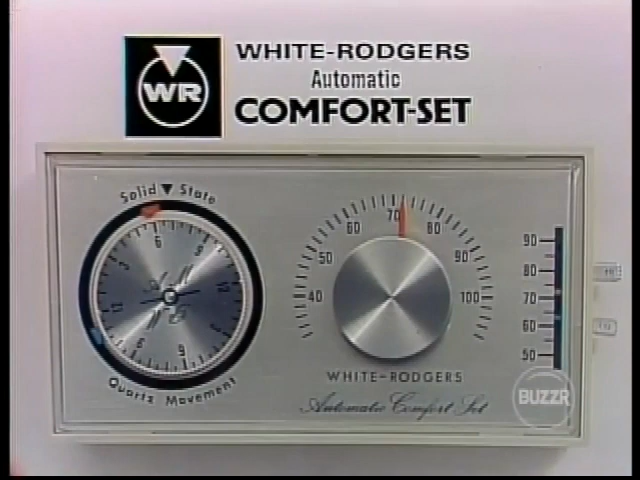 WR
WHITE-RODGERS
Automatic
COMFORT-SET
Solid State
Quartz Movement
40 50 60 70 80 90 100
WHITE-RODGERS
Automatic Comfort Set
90
80
70
60
50
BUZZR